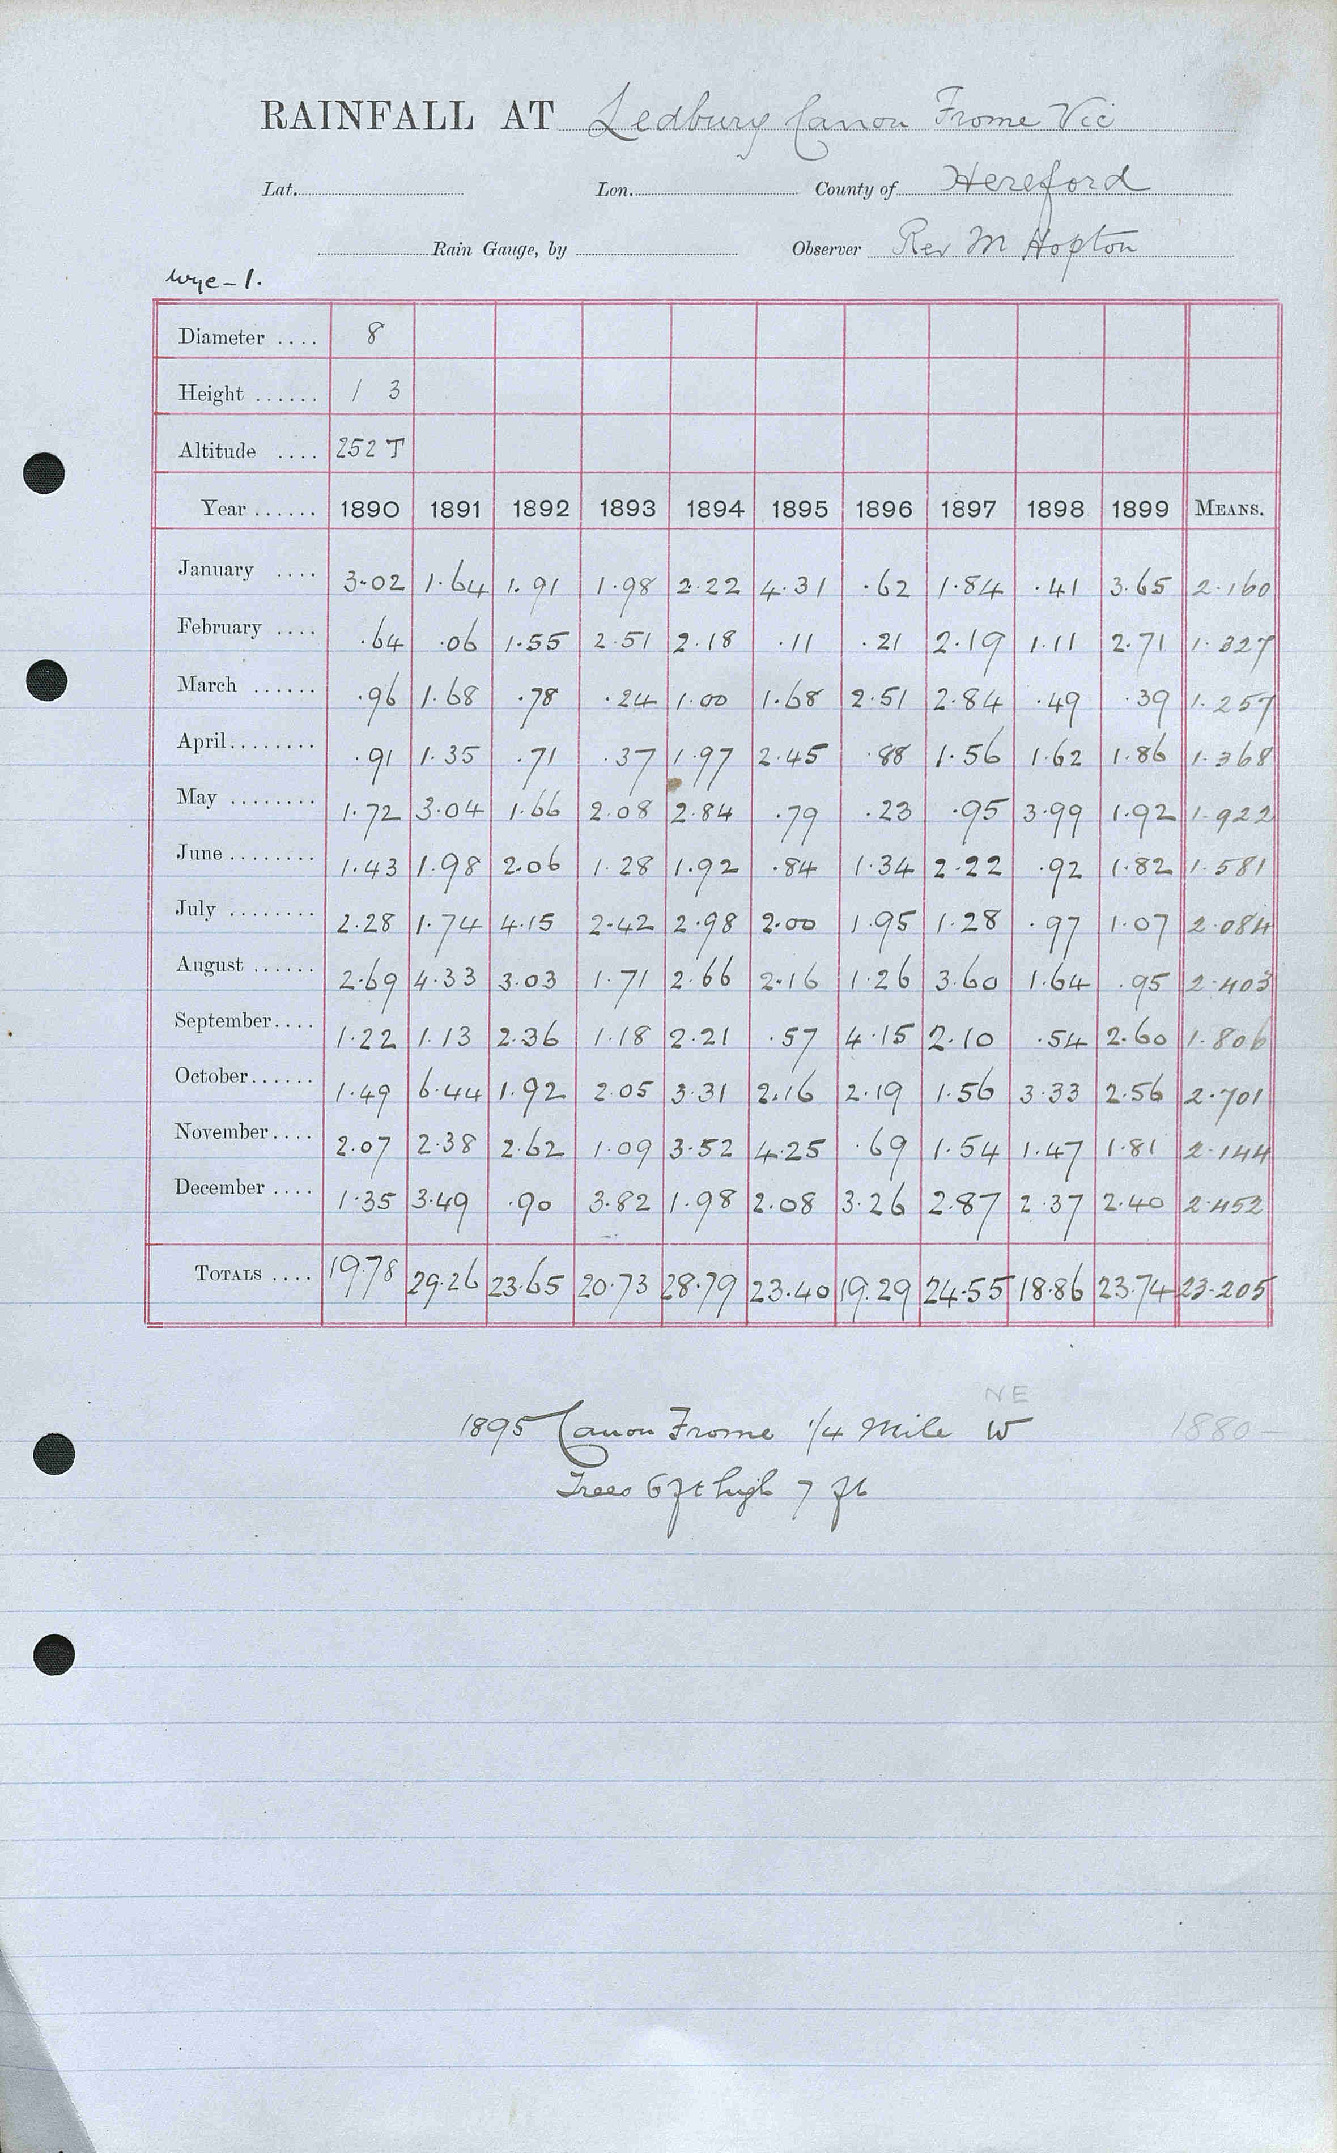 RAINFALL AT Ledbury Canon Frome Vic
Lat. Lon. County of Hereford
Rain Gauge, by Observer Rev M Hopton
Wye - 1.
Diameter .... 8
Height ...... 1 3
Altitude .... 252 T
Year ...... 1890 1891 1892 1893 1894 1895 1896 1897 1898 1899 MEANS.
January .... 3.02 1.64 1.91 1.98 2.22 4.31 .62 1.84 .41 3.65 2.160
February .... .64 .06 1.55 2.51 2.18 .11 .21 2.19 1.11 2.71 1.327
March ...... .96 1.68 .78 .24 1.00 1.68 2.51 2.84 .49 .39 1.257
April........ .91 1.35 .71 .37 1.97 2.45 .88 1.56 1.62 1.86 1.368
May ........ 1.72 3.04 1.66 2.08 2.84 .79 .23 .95 3.99 1.92 1.922
June........ 1.43 1.98 2.06 1.28 1.92 .84 1.34 2.22 .92 1.82 1.581
July ........ 2.28 1.74 4.15 2.42 2.98 2.00 1.95 1.28 .97 1.07 2.084
August ...... 2.69 4.33 3.03 1.71 2.66 2.16 1.26 3.60 1.64 .95 2.403
September.... 1.22 1.13 2.36 1.18 2.21 .57 4.15 2.10 .54 2.60 1.806
October...... 1.49 6.44 1.92 2.05 3.31 2.16 2.19 1.56 3.33 2.56 2.701
November.... 2.07 2.38 2.62 1.09 3.52 4.25 .69 1.54 1.47 1.81 2.144
December .... 1.35 3.49 .90 3.82 1.98 2.08 3.26 2.87 2.37 2.40 2.452
TOTALS .... 19.78 29.26 23.65 20.73 28.79 23.40 19.29 24.55 18.86 23.74 23.205
NE
1895 Canon Frome 1/4 Mile W 1880 -
Trees 6 ft high 7 ft